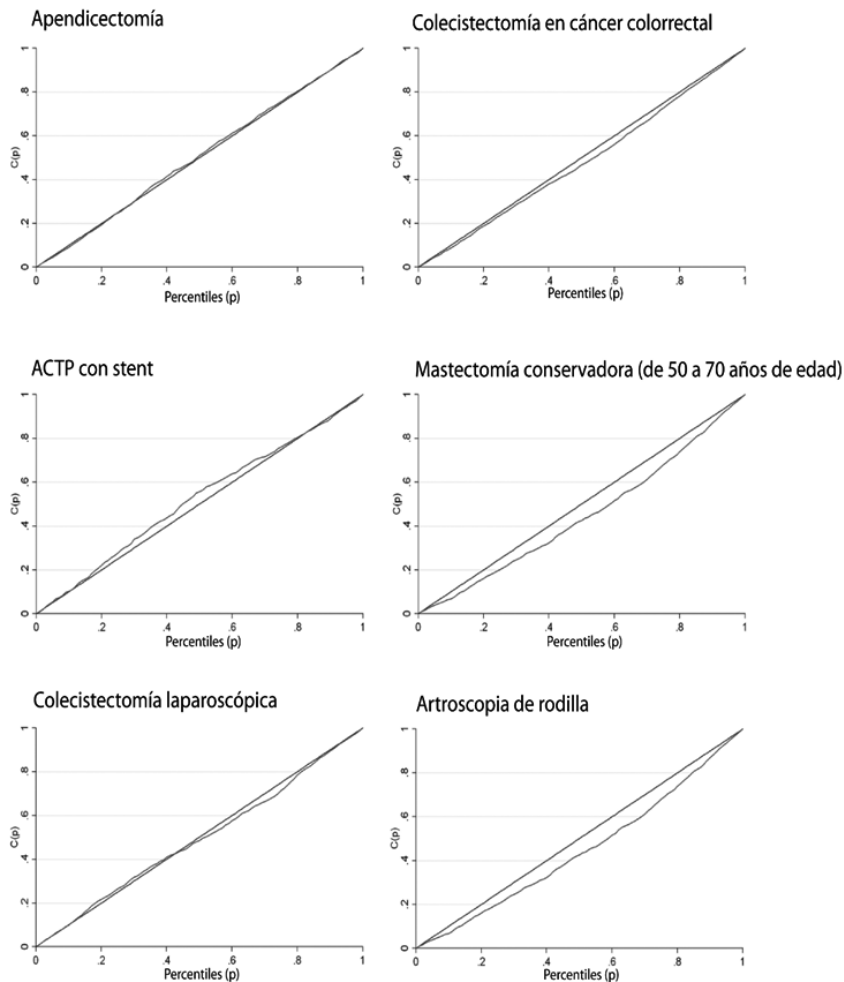 Apendicectomía
1
.8
.6
.4
.2
0
C(p)
0 .2 .4 .6 .8 1
Percentiles (p)
Colecistectomía en cáncer colorrectal
1
.8
.6
.4
.2
0
C(p)
0 .2 .4 .6 .8 1
Percentiles (p)
ACTP con stent
1
.8
.6
.4
.2
0
C(p)
0 .2 .4 .6 .8 1
Percentiles (p)
Mastectomía conservadora (de 50 a 70 años de edad)
1
.8
.6
.4
.2
0
C(p)
0 .2 .4 .6 .8 1
Percentiles (p)
Colecistectomía laparoscópica
1
.8
.6
.4
.2
0
C(p)
0 .2 .4 .6 .8 1
Percentiles (p)
Artroscopia de rodilla
1
.8
.6
.4
.2
0
C(p)
0 .2 .4 .6 .8 1
Percentiles (p)